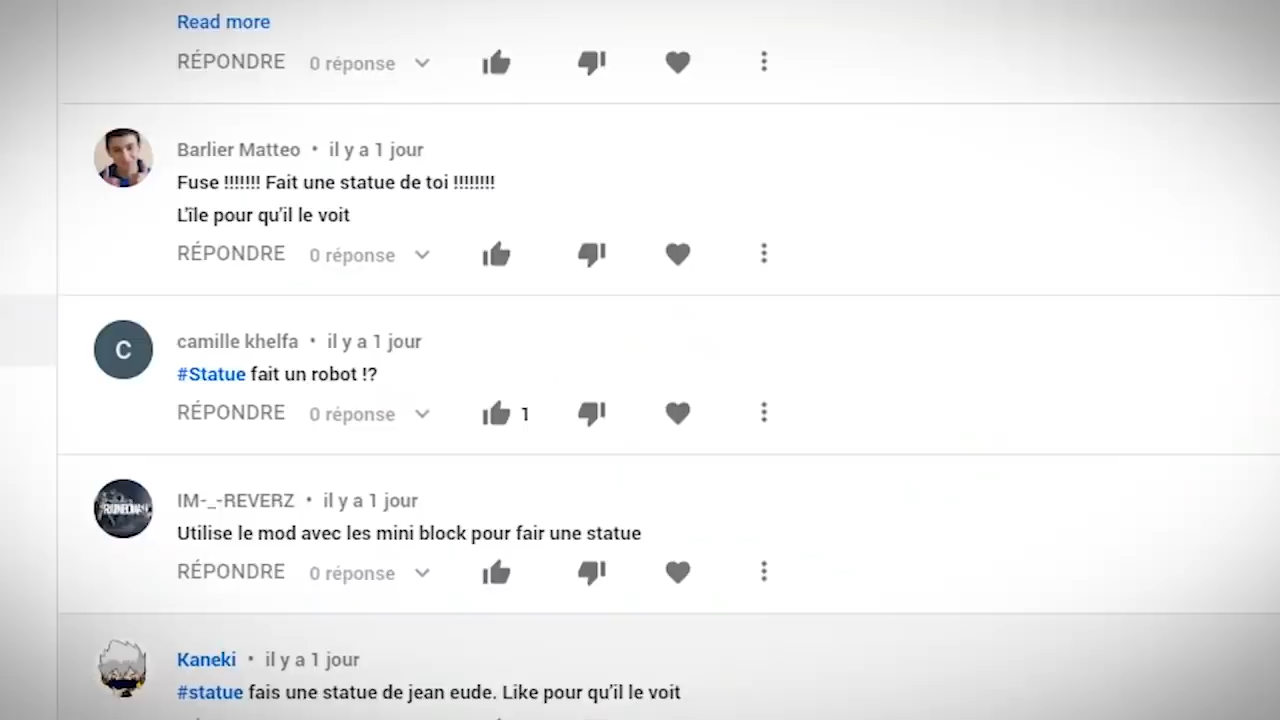 Read more
RÉPONDRE 0 réponse
Barlier Matteo • il y a 1 jour
Fuse !!!!!!! Fait une statue de toi !!!!!!!!
L'île pour qu'il le voit
RÉPONDRE 0 réponse
C
camille khelfa • il y a 1 jour
#Statue fait un robot !?
RÉPONDRE 0 réponse 1
IM-_-REVERZ • il y a 1 jour
Utilise le mod avec les mini block pour fair une statue
RÉPONDRE 0 réponse
Kaneki • il y a 1 jour
#statue fais une statue de jean eude. Like pour qu'il le voit